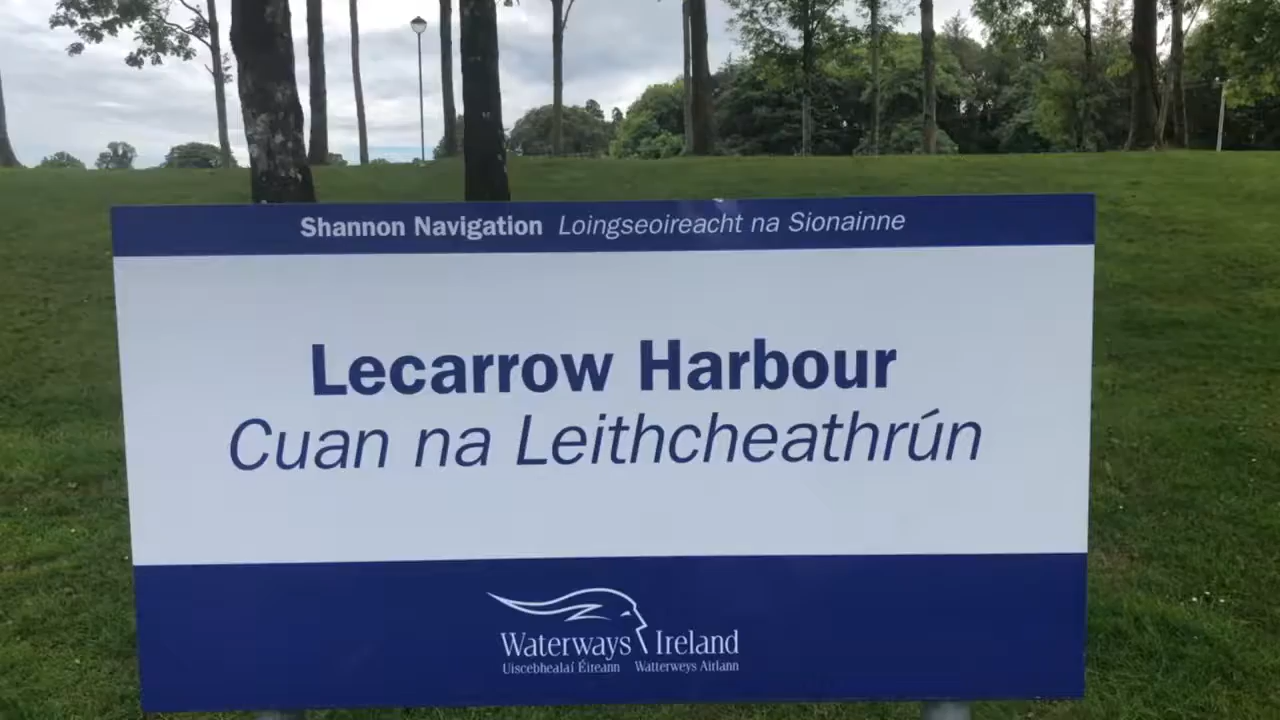 Shannon Navigation Loingseoireacht na Sionainne
Lecarrow Harbour
Cuan na Leithcheathrún
Waterways Ireland
Uiscebhealaí Éireann Watterweys Airlann